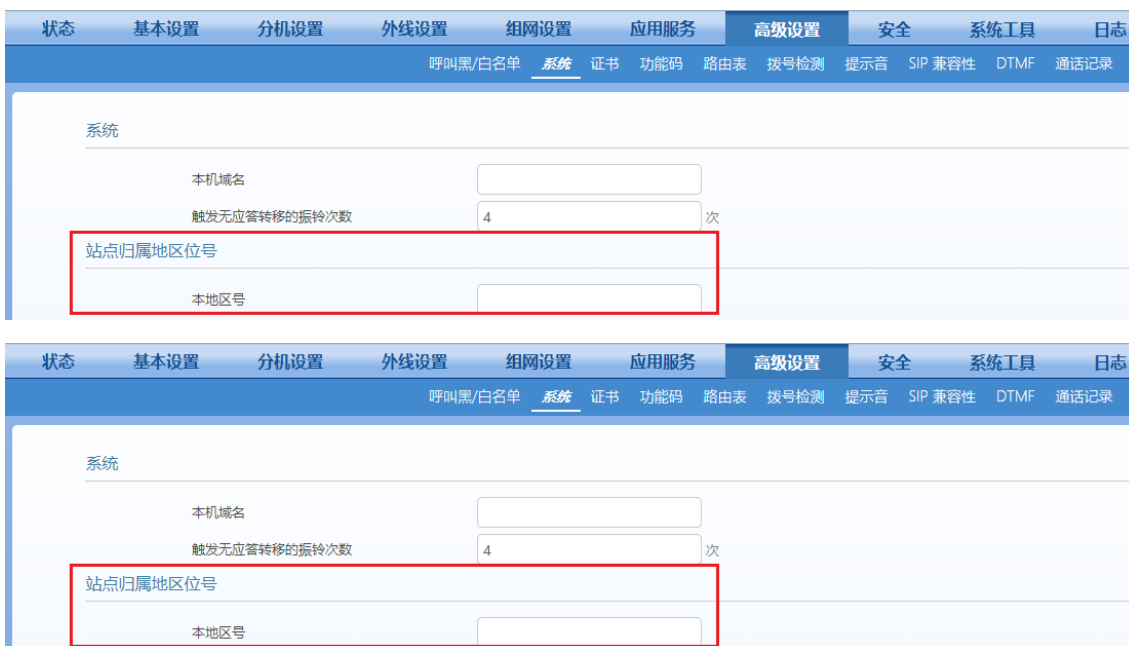 状态 基本设置 分机设置 外线设置 组网设置 应用服务 高级设置 安全 系统工具 日志
呼叫黑/白名单 系统 证书 功能码 路由表 拨号检测 提示音 SIP 兼容性 DTMF 通话记录
系统
本机域名
触发无应答转移的振铃次数 4 次
站点归属地区位号
本地区号
状态 基本设置 分机设置 外线设置 组网设置 应用服务 高级设置 安全 系统工具 日志
呼叫黑/白名单 系统 证书 功能码 路由表 拨号检测 提示音 SIP 兼容性 DTMF 通话记录
系统
本机域名
触发无应答转移的振铃次数 4 次
站点归属地区位号
本地区号